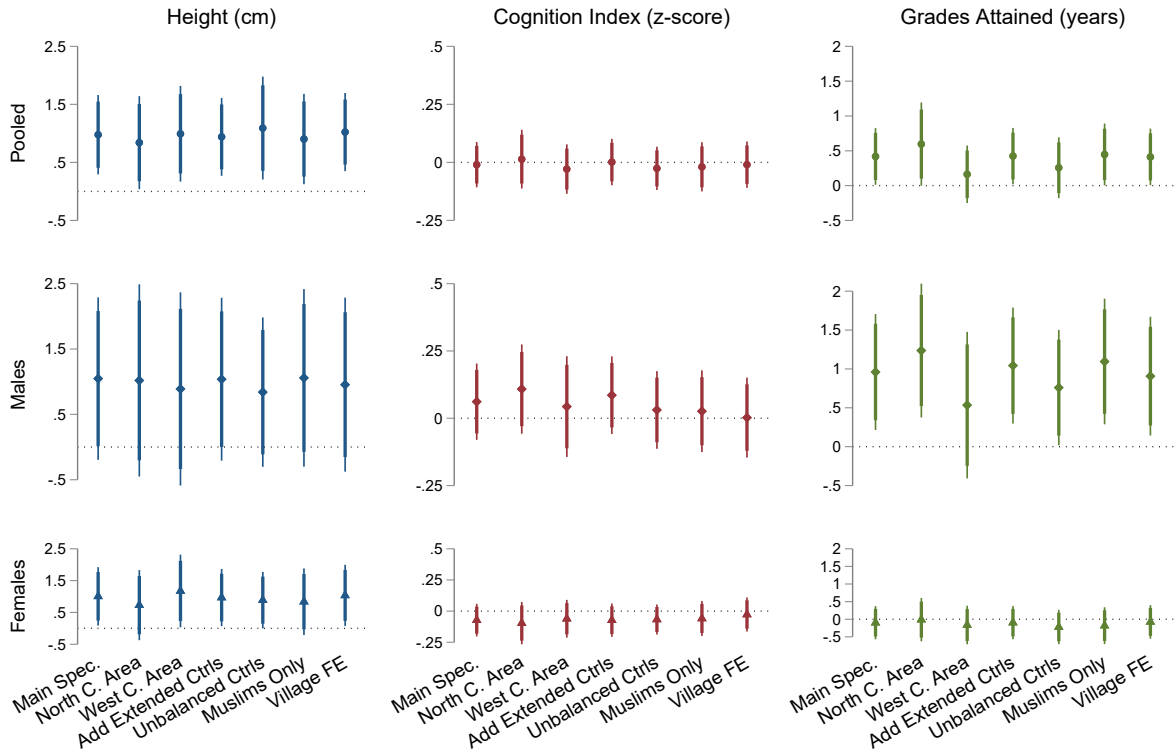 Height (cm)
Cognition Index (z-score)
Grades Attained (years)
Pooled
2.5
1.5
.5
-.5
.5
.25
0
-.25
2
1.5
1
.5
0
-.5
Males
2.5
1.5
.5
-.5
.5
.25
0
-.25
2
1.5
1
.5
0
-.5
Females
2.5
1.5
.5
-.5
.5
.25
0
-.25
2
1.5
1
.5
0
-.5
Main Spec.
North C. Area
West C. Area
Add Extended Ctrls
Unbalanced Ctrls
Muslims Only
Village FE
Main Spec.
North C. Area
West C. Area
Add Extended Ctrls
Unbalanced Ctrls
Muslims Only
Village FE
Main Spec.
North C. Area
West C. Area
Add Extended Ctrls
Unbalanced Ctrls
Muslims Only
Village FE